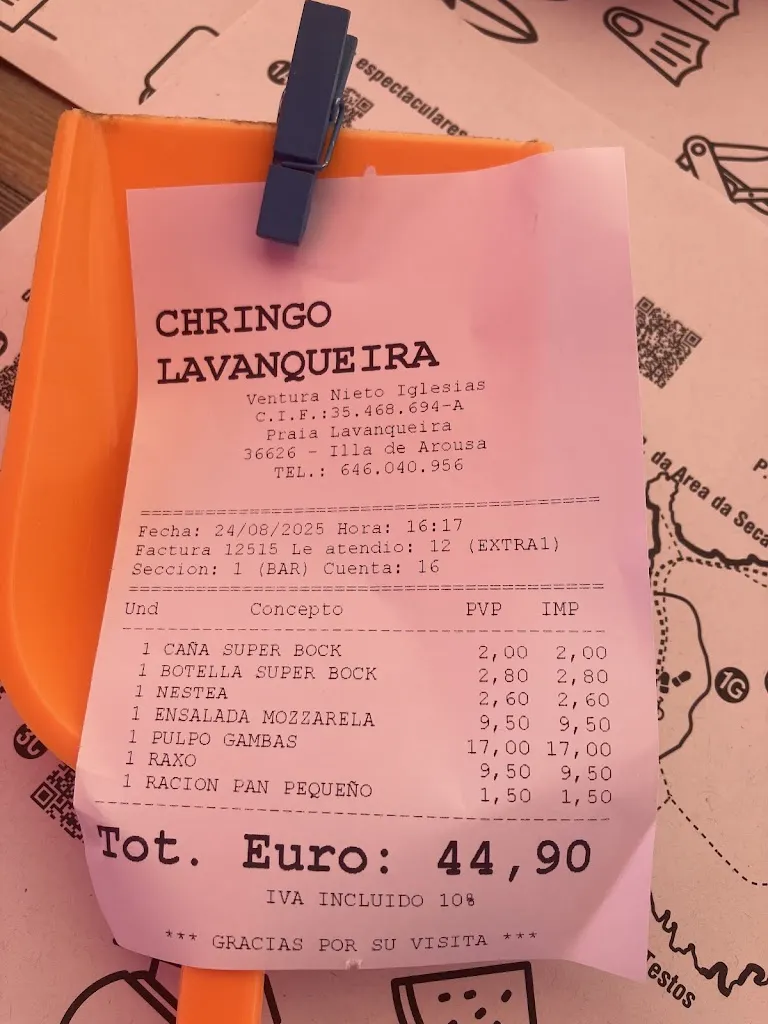 espectaculares
CHRINGO
LAVANQUEIRA
Ventura Nieto Iglesias
C.I.F.:35.468.694-A
Praia Lavanqueira
36626 - Illa de Arousa
TEL.: 646.040.956
Fecha: 24/08/2025 Hora: 16:17
Factura 12515 Le atendio: 12 (EXTRA1)
Seccion: 1 (BAR) Cuenta: 16
Und Concepto PVP IMP
1 CAÑA SUPER BOCK 2,00 2,00
1 BOTELLA SUPER BOCK 2,80 2,80
1 NESTEA 2,60 2,60
1 ENSALADA MOZZARELA 9,50 9,50
1 PULPO GAMBAS 17,00 17,00
1 RAXO 9,50 9,50
1 RACION PAN PEQUEÑO 1,50 1,50
Tot. Euro: 44,90
IVA INCLUIDO 10%
*** GRACIAS POR SU VISITA ***
da Area da Seca
1G
3C
Testos